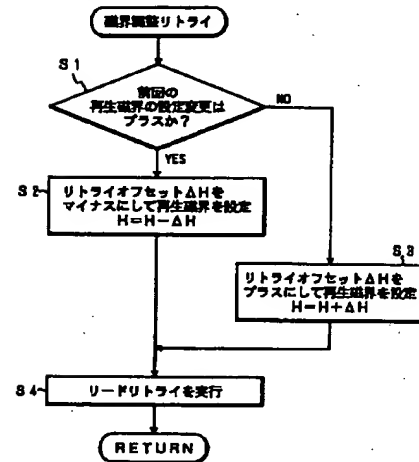 磁界調整リトライ
S1
前回の
再生磁界の設定変更は
プラスか?
NO
YES
S2
リトライオフセットΔHを
マイナスにして再生磁界を設定
H=H-ΔH
S3
リトライオフセットΔHを
プラスにして再生磁界を設定
H=H+ΔH
S4
リードリトライを実行
RETURN